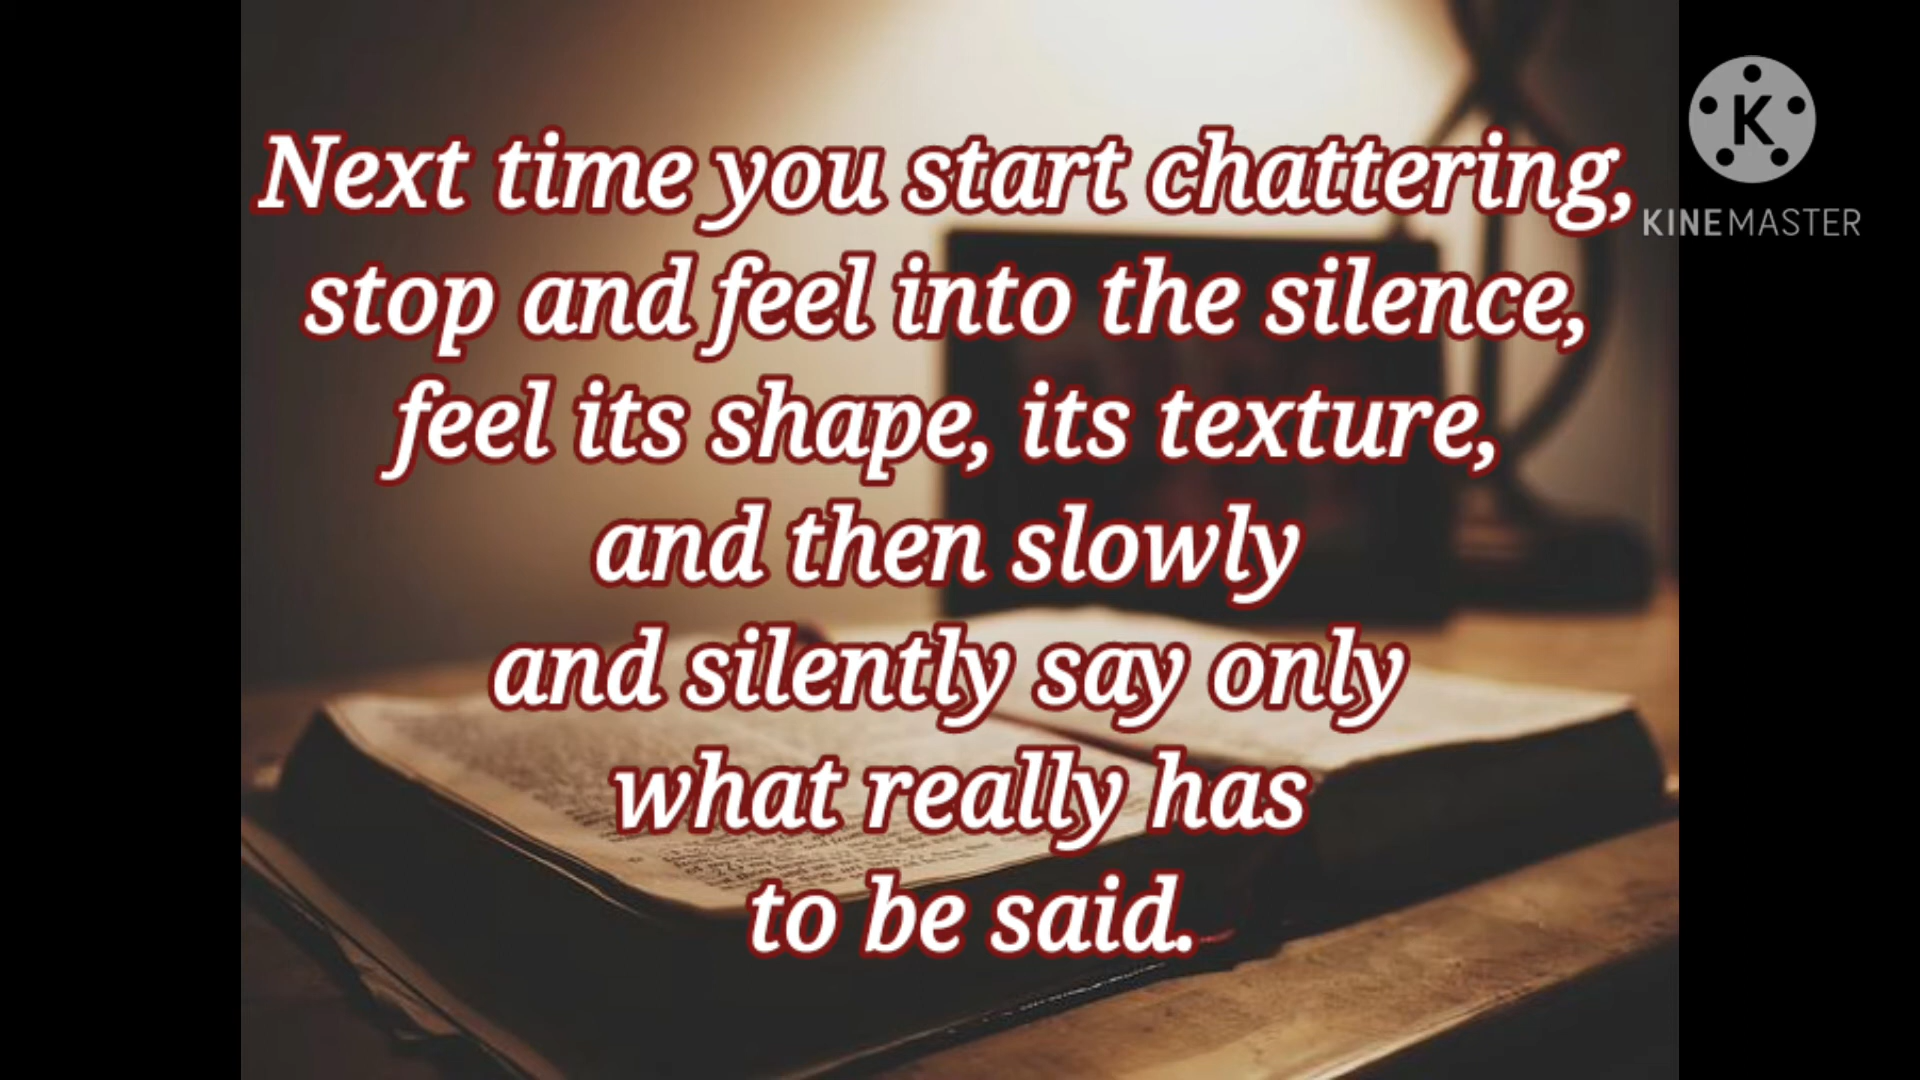 Next time you start chattering,
stop and feel into the silence,
feel its shape, its texture,
and then slowly
and silently say only
what really has
to be said.
K
KINEMASTER